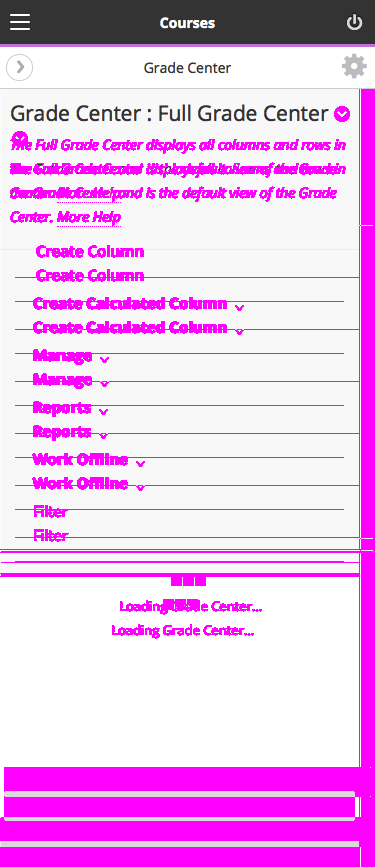 Courses
Grade Center
Grade Center : Full Grade Center
The Full Grade Center displays all columns and rows in
Center. More Help and is the default view of the Grade
Center. More Help
Create Column
Create Column
Create Calculated Column
Create Calculated Column
Manage
Manage
Reports
Reports
Work Offline
Work Offline
Filter
Filter
Loading Grade Center...
Loading Grade Center...